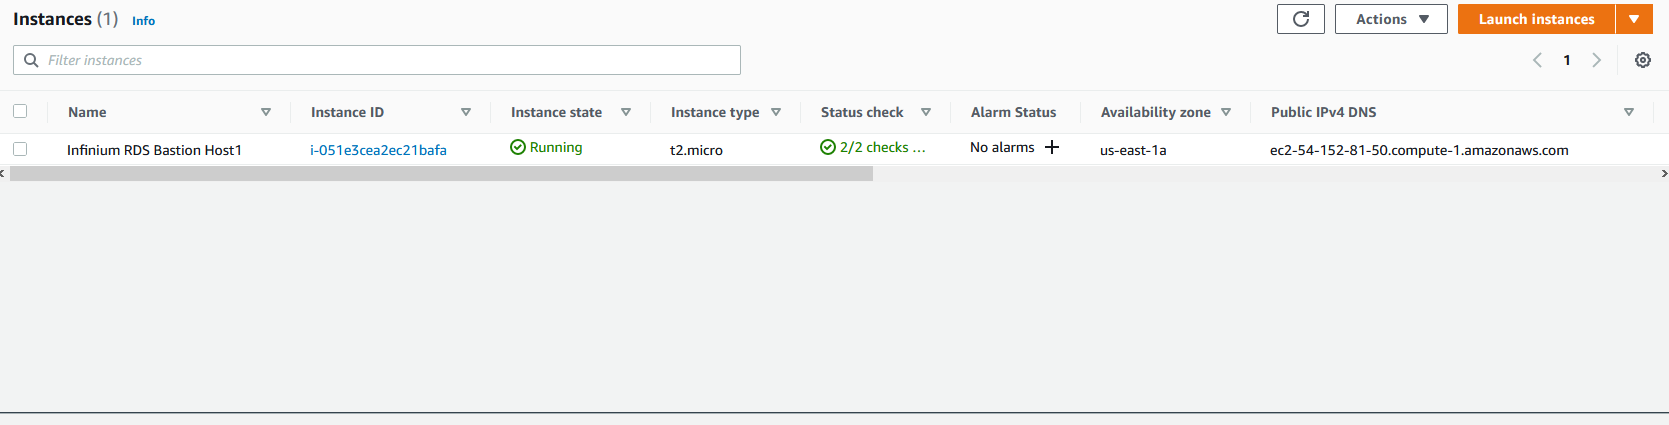 Instances (1) Info
Actions Launch instances
Filter instances
1
Name Instance ID Instance state Instance type Status check Alarm Status Availability zone Public IPv4 DNS
Infinium RDS Bastion Host1 i-051e3cea2ec21bafa Running t2.micro 2/2 checks ... No alarms + us-east-1a ec2-54-152-81-50.compute-1.amazonaws.com